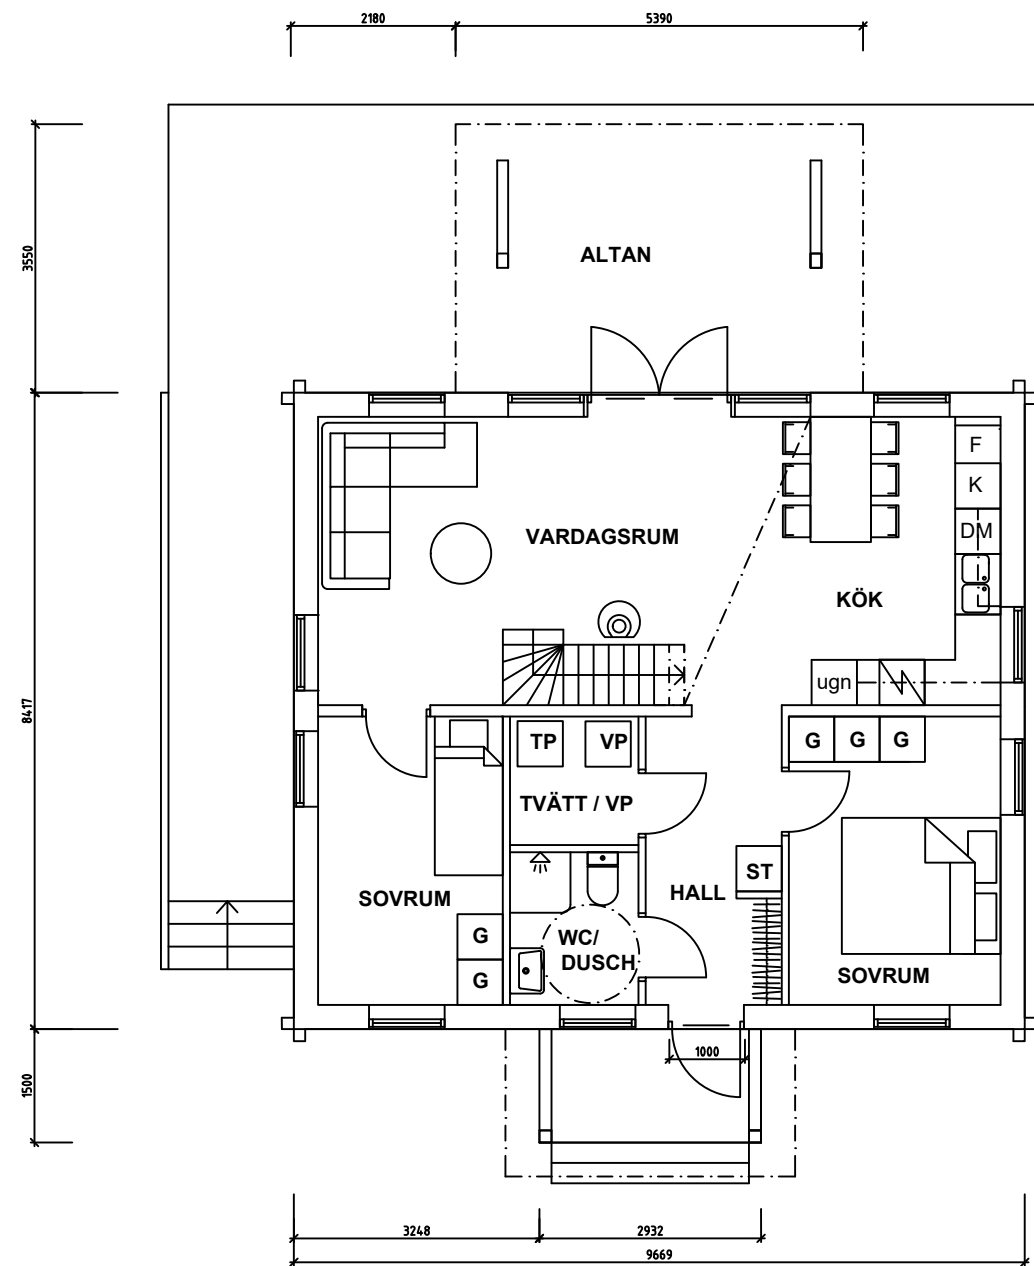 2180
5390
3550
ALTAN
F
K
DM
VARDAGSRUM
KÖK
ugn
8417
TP
VP
G
G
G
TVÄTT / VP
ST
SOVRUM
HALL
G
WC/
DUSCH
G
SOVRUM
1000
1500
3248
2932
9669